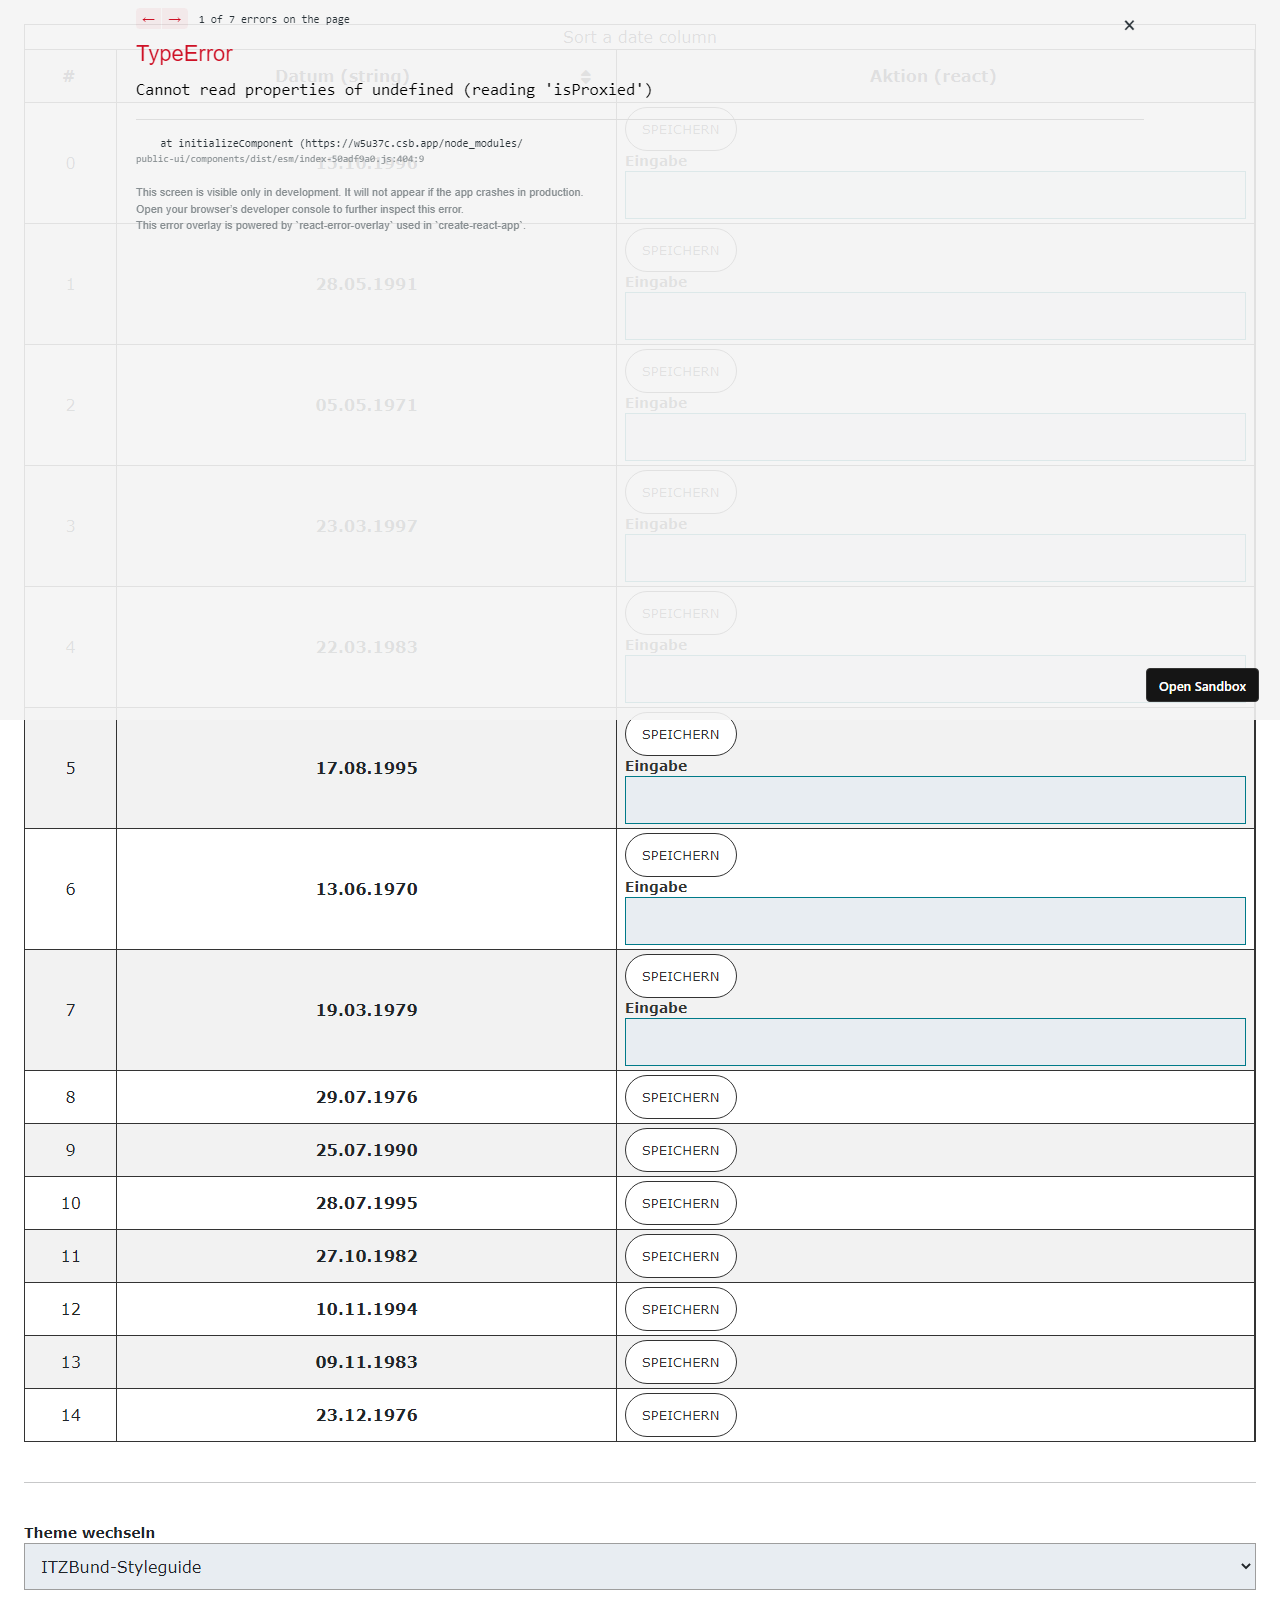 ← → 1 of 7 errors on the page
×
Sort a date column
TypeError
# Datum (string) Aktion (react)
Cannot read properties of undefined (reading 'isProxied')
SPEICHERN
at initializeComponent (https://w5u37c.csb.app/node_modules/
public-ui/components/dist/esm/index-50adf9a0.js:404:9
0 15.10.1996
Eingabe
This screen is visible only in development. It will not appear if the app crashes in production.
Open your browser's developer console to further inspect this error.
This error overlay is powered by `react-error-overlay` used in `create-react-app`.
SPEICHERN
1 28.05.1991 Eingabe
SPEICHERN
2 05.05.1971 Eingabe
SPEICHERN
3 23.03.1997 Eingabe
SPEICHERN
4 22.03.1983 Eingabe
Open Sandbox
SPEICHERN
5 17.08.1995 Eingabe
SPEICHERN
6 13.06.1970 Eingabe
SPEICHERN
7 19.03.1979 Eingabe
8 29.07.1976 SPEICHERN
9 25.07.1990 SPEICHERN
10 28.07.1995 SPEICHERN
11 27.10.1982 SPEICHERN
12 10.11.1994 SPEICHERN
13 09.11.1983 SPEICHERN
14 23.12.1976 SPEICHERN
Theme wechseln
ITZBund-Styleguide